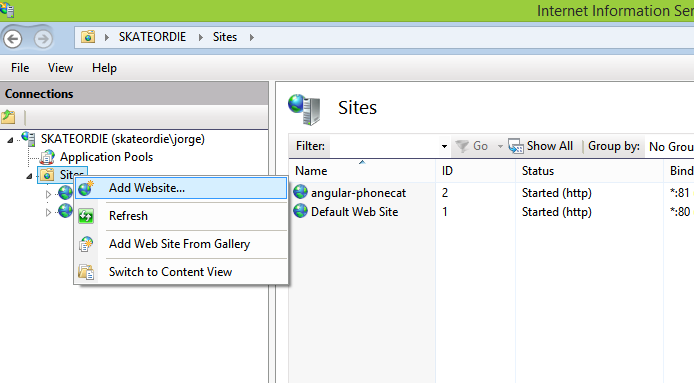 Internet Information Ser
SKATEORDIE Sites
File View Help
Connections
SKATEORDIE (skateordie\jorge)
Application Pools
Sites
Add Website...
Refresh
Add Web Site From Gallery
Switch to Content View
Sites
Filter: Go Show All Group by: No Grou
Name ID Status Bind
angular-phonecat 2 Started (http) *:81
Default Web Site 1 Started (http) *:80